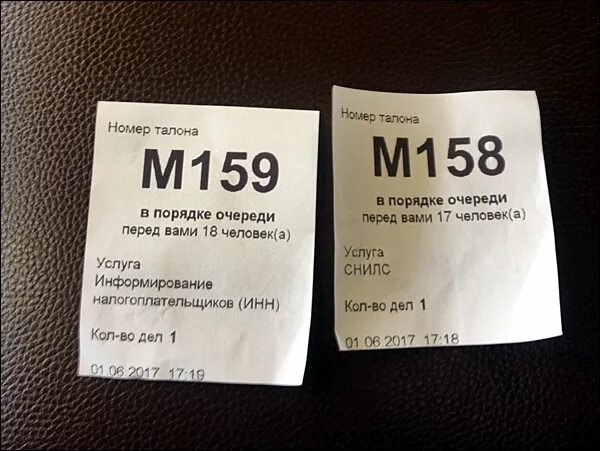 Номер талона
М159
в порядке очереди
перед вами 18 человек(а)
Услуга
Информирование
налогоплательщиков (ИНН)
Кол-во дел 1
01.06.2017 17:19
Номер талона
М158
в порядке очереди
перед вами 17 человек(а)
Услуга
СНИЛС
Кол-во дел 1
01.06.2017 17:18